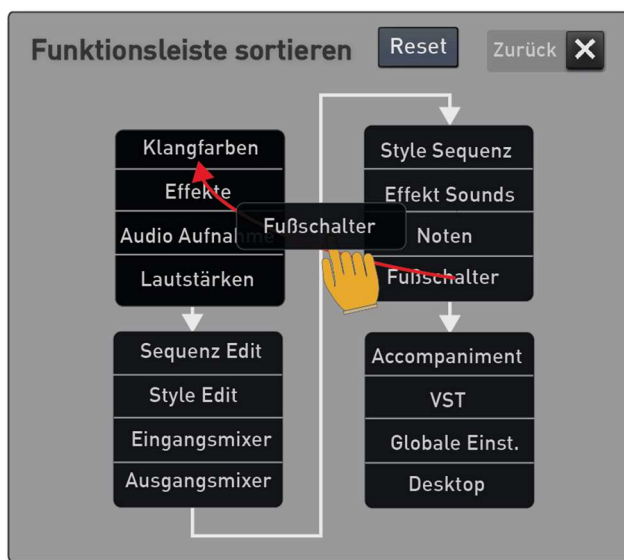 Funktionsleiste sortieren
Reset
Zurück
Klangfarben
Effekte
Audio Aufnahme
Lautstärken
Sequenz Edit
Style Edit
Eingangsmixer
Ausgangsmixer
Fußschalter
Style Sequenz
Effekt Sounds
Noten
Fußschalter
Accompaniment
VST
Globale Einst.
Desktop